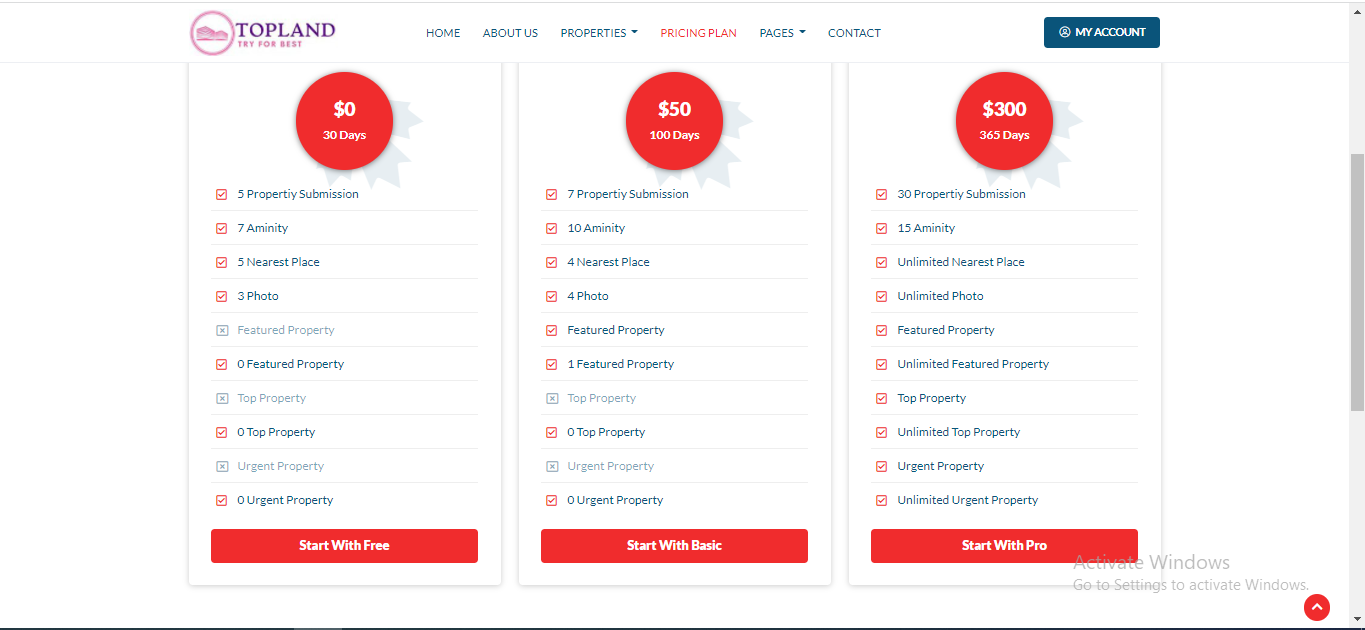 TOPLAND
TRY FOR BEST
HOME
ABOUT US
PROPERTIES
PRICING PLAN
PAGES
CONTACT
MY ACCOUNT
$0
30 Days
5 Propertiy Submission
7 Aminity
5 Nearest Place
3 Photo
Featured Property
0 Featured Property
Top Property
0 Top Property
Urgent Property
0 Urgent Property
Start With Free
$50
100 Days
7 Propertiy Submission
10 Aminity
4 Nearest Place
4 Photo
Featured Property
1 Featured Property
Top Property
0 Top Property
Urgent Property
0 Urgent Property
Start With Basic
$300
365 Days
30 Propertiy Submission
15 Aminity
Unlimited Nearest Place
Unlimited Photo
Featured Property
Unlimited Featured Property
Top Property
Unlimited Top Property
Urgent Property
Unlimited Urgent Property
Start With Pro
Activate Windows
Go to Settings to activate Windows.